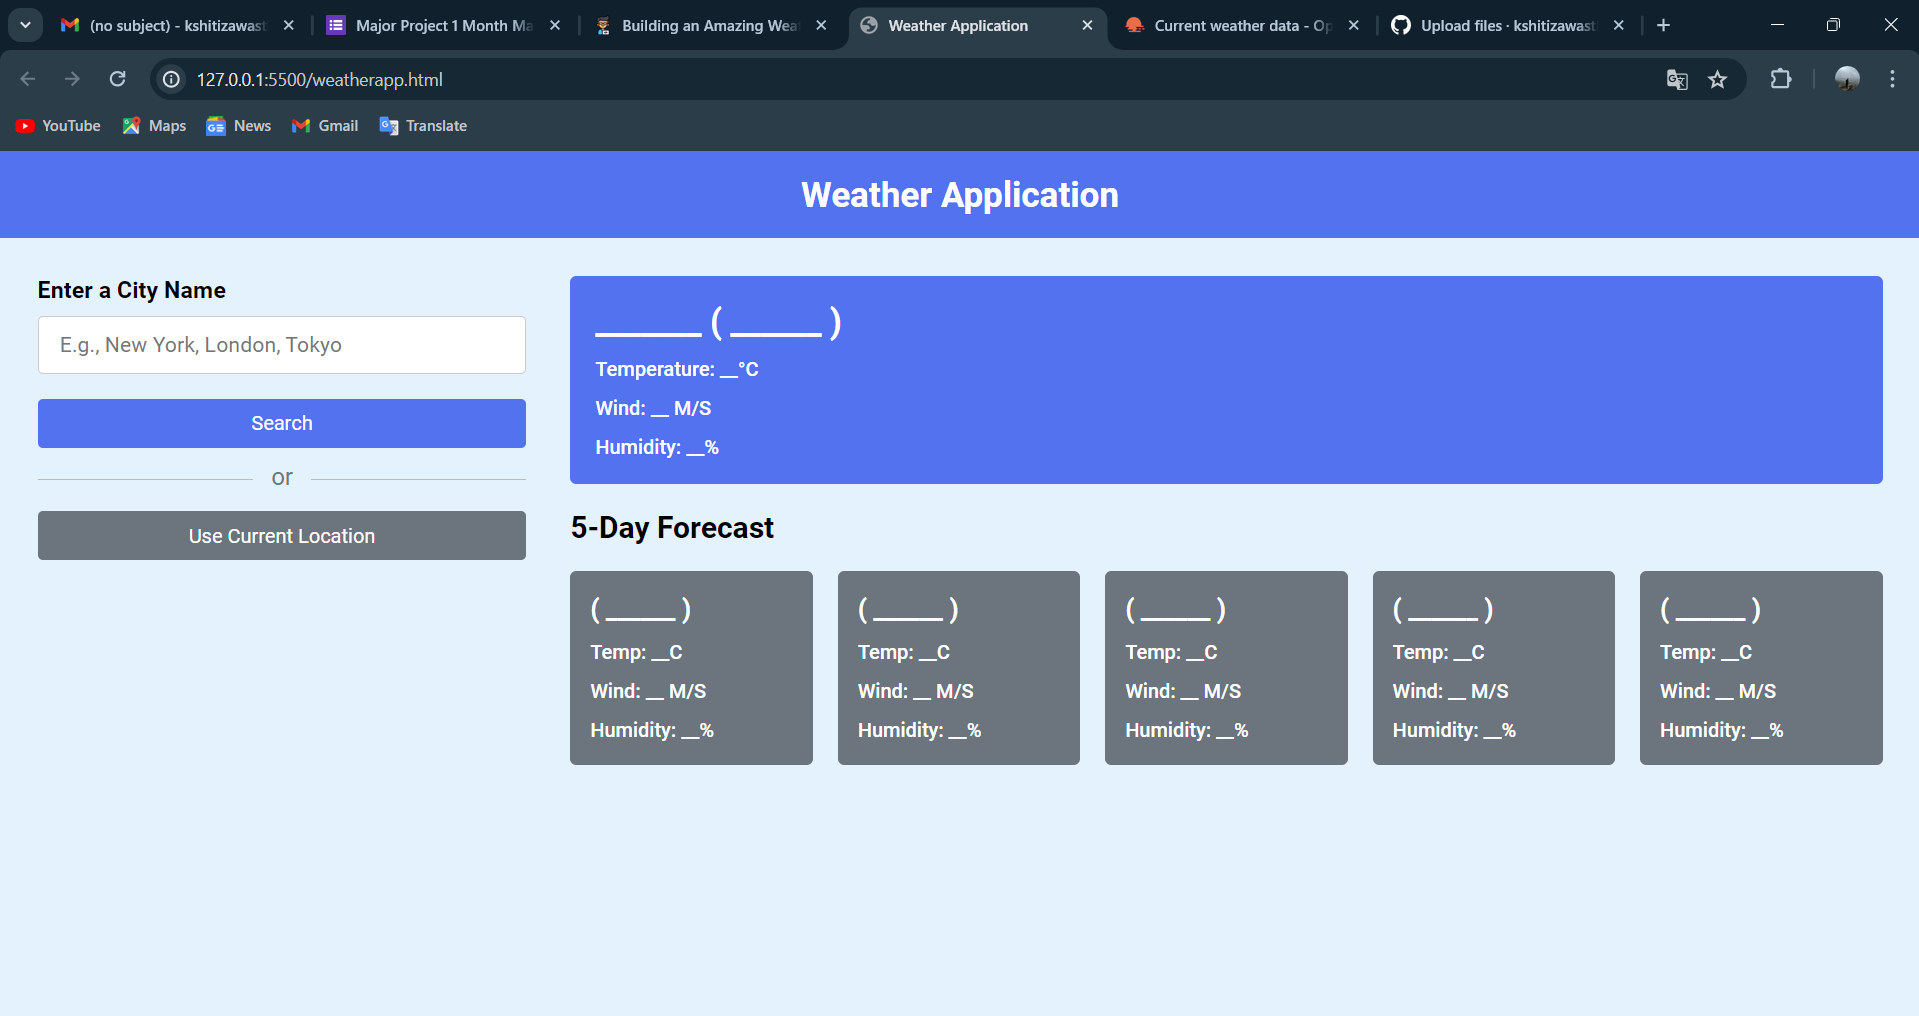 (no subject) - kshitizawast
Major Project 1 Month Ma
Building an Amazing Wea
Weather Application
Current weather data - Op
Upload files · kshitizawast
127.0.0.1:5500/weatherapp.html
YouTube
Maps
News
Gmail
Translate
Weather Application
Enter a City Name
E.g., New York, London, Tokyo
Search
or
Use Current Location
_______ ( ______ )
Temperature: __°C
Wind: __ M/S
Humidity: __%
5-Day Forecast
( ______ )
Temp: __C
Wind: __ M/S
Humidity: __%
( ______ )
Temp: __C
Wind: __ M/S
Humidity: __%
( ______ )
Temp: __C
Wind: __ M/S
Humidity: __%
( ______ )
Temp: __C
Wind: __ M/S
Humidity: __%
( ______ )
Temp: __C
Wind: __ M/S
Humidity: __%